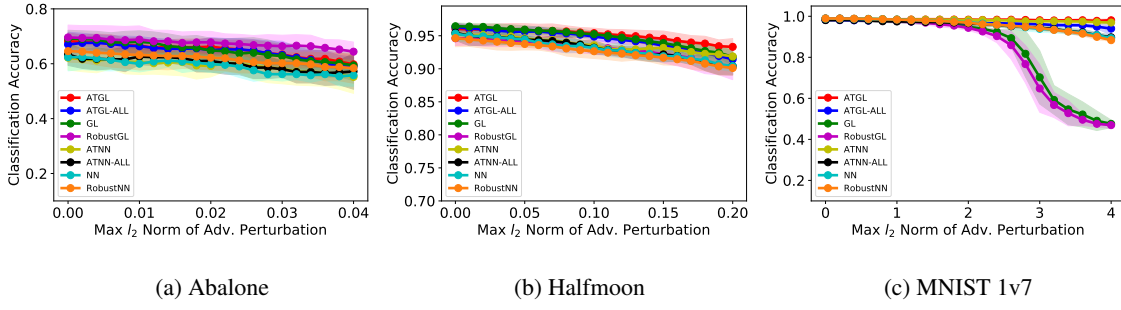 0.8
0.6
0.4
0.2
Classification Accuracy
ATGL
ATGL-ALL
GL
RobustGL
ATNN
ATNN-ALL
NN
RobustNN
0.00 0.01 0.02 0.03 0.04
Max l2 Norm of Adv. Perturbation
(a) Abalone
0.95
0.90
0.85
0.80
0.75
0.70
Classification Accuracy
ATGL
ATGL-ALL
GL
RobustGL
ATNN
ATNN-ALL
NN
RobustNN
0.00 0.05 0.10 0.15 0.20
Max l2 Norm of Adv. Perturbation
(b) Halfmoon
1.0
0.8
0.6
0.4
0.2
Classification Accuracy
ATGL
ATGL-ALL
GL
RobustGL
ATNN
ATNN-ALL
NN
RobustNN
0 1 2 3 4
Max l2 Norm of Adv. Perturbation
(c) MNIST 1v7